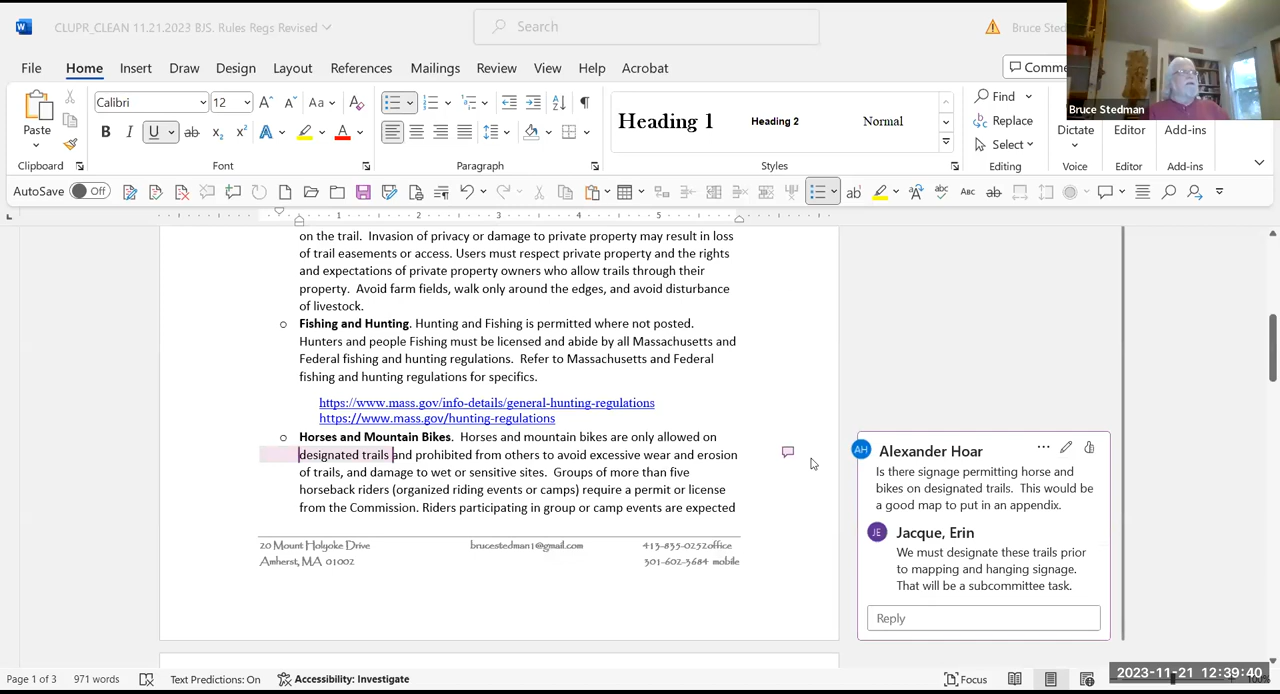 CLUPR_CLEAN 11.21.2023 BJS. Rules Regs Revised
Search
Bruce Sted
File Home Insert Draw Design Layout References Mailings Review View Help Acrobat
Comme
Bruce Stedman
Calibri 12
Paste
Heading 1 Heading 2 Normal
Find
Replace
Select
Dictate Editor Add-ins
Clipboard Font Paragraph Styles Editing Voice Editor Add-ins
AutoSave Off
1 2 3 4 5
on the trail. Invasion of privacy or damage to private property may result in loss
of trail easements or access. Users must respect private property and the rights
and expectations of private property owners who allow trails through their
property. Avoid farm fields, walk only around the edges, and avoid disturbance
of livestock.
o Fishing and Hunting. Hunting and Fishing is permitted where not posted.
Hunters and people Fishing must be licensed and abide by all Massachusetts and
Federal fishing and hunting regulations. Refer to Massachusetts and Federal
fishing and hunting regulations for specifics.
https://www.mass.gov/info-details/general-hunting-regulations
https://www.mass.gov/hunting-regulations
o Horses and Mountain Bikes. Horses and mountain bikes are only allowed on
designated trails and prohibited from others to avoid excessive wear and erosion
of trails, and damage to wet or sensitive sites. Groups of more than five
horseback riders (organized riding events or camps) require a permit or license
from the Commission. Riders participating in group or camp events are expected
20 Mount Holyoke Drive brucestedman1@gmail.com 413-835-0252office
Amherst, MA 01002 301-602-3684 mobile
AH Alexander Hoar
Is there signage permitting horse and
bikes on designated trails. This would be
a good map to put in an appendix.
JE Jacque, Erin
We must designate these trails prior
to mapping and hanging signage.
That will be a subcommittee task.
Reply
Page 1 of 3 971 words Text Predictions: On Accessibility: Investigate Focus
2023-11-21 12:39:40